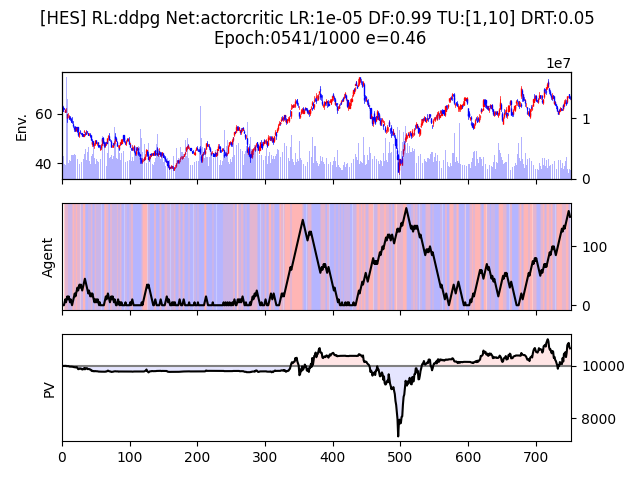 [HES] RL:ddpg Net:actorcritic LR:1e-05 DF:0.99 TU:[1,10] DRT:0.05
Epoch:0541/1000 e=0.46
1e7
Env.
60
40
1
0
Agent
100
0
PV
10000
8000
0
100
200
300
400
500
600
700